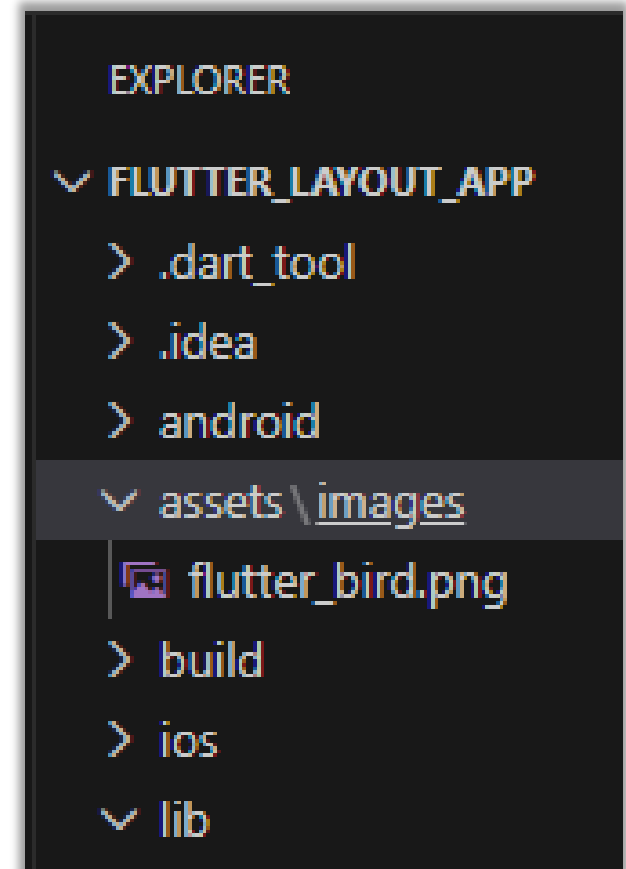 EXPLORER
FLUTTER_LAYOUT_APP
.dart_tool
.idea
android
assets\images
flutter_bird.png
build
ios
lib